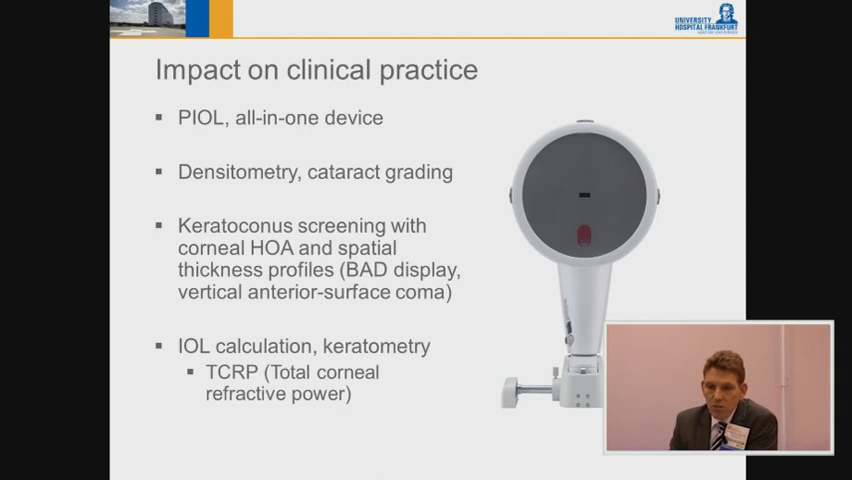 UNIVERSITY
HOSPITAL FRANKFURT
Impact on clinical practice
▪ PIOL, all-in-one device
▪ Densitometry, cataract grading
▪ Keratoconus screening with
corneal HOA and spatial
thickness profiles (BAD display,
vertical anterior-surface coma)
▪ IOL calculation, keratometry
▪ TCRP (Total corneal
refractive power)